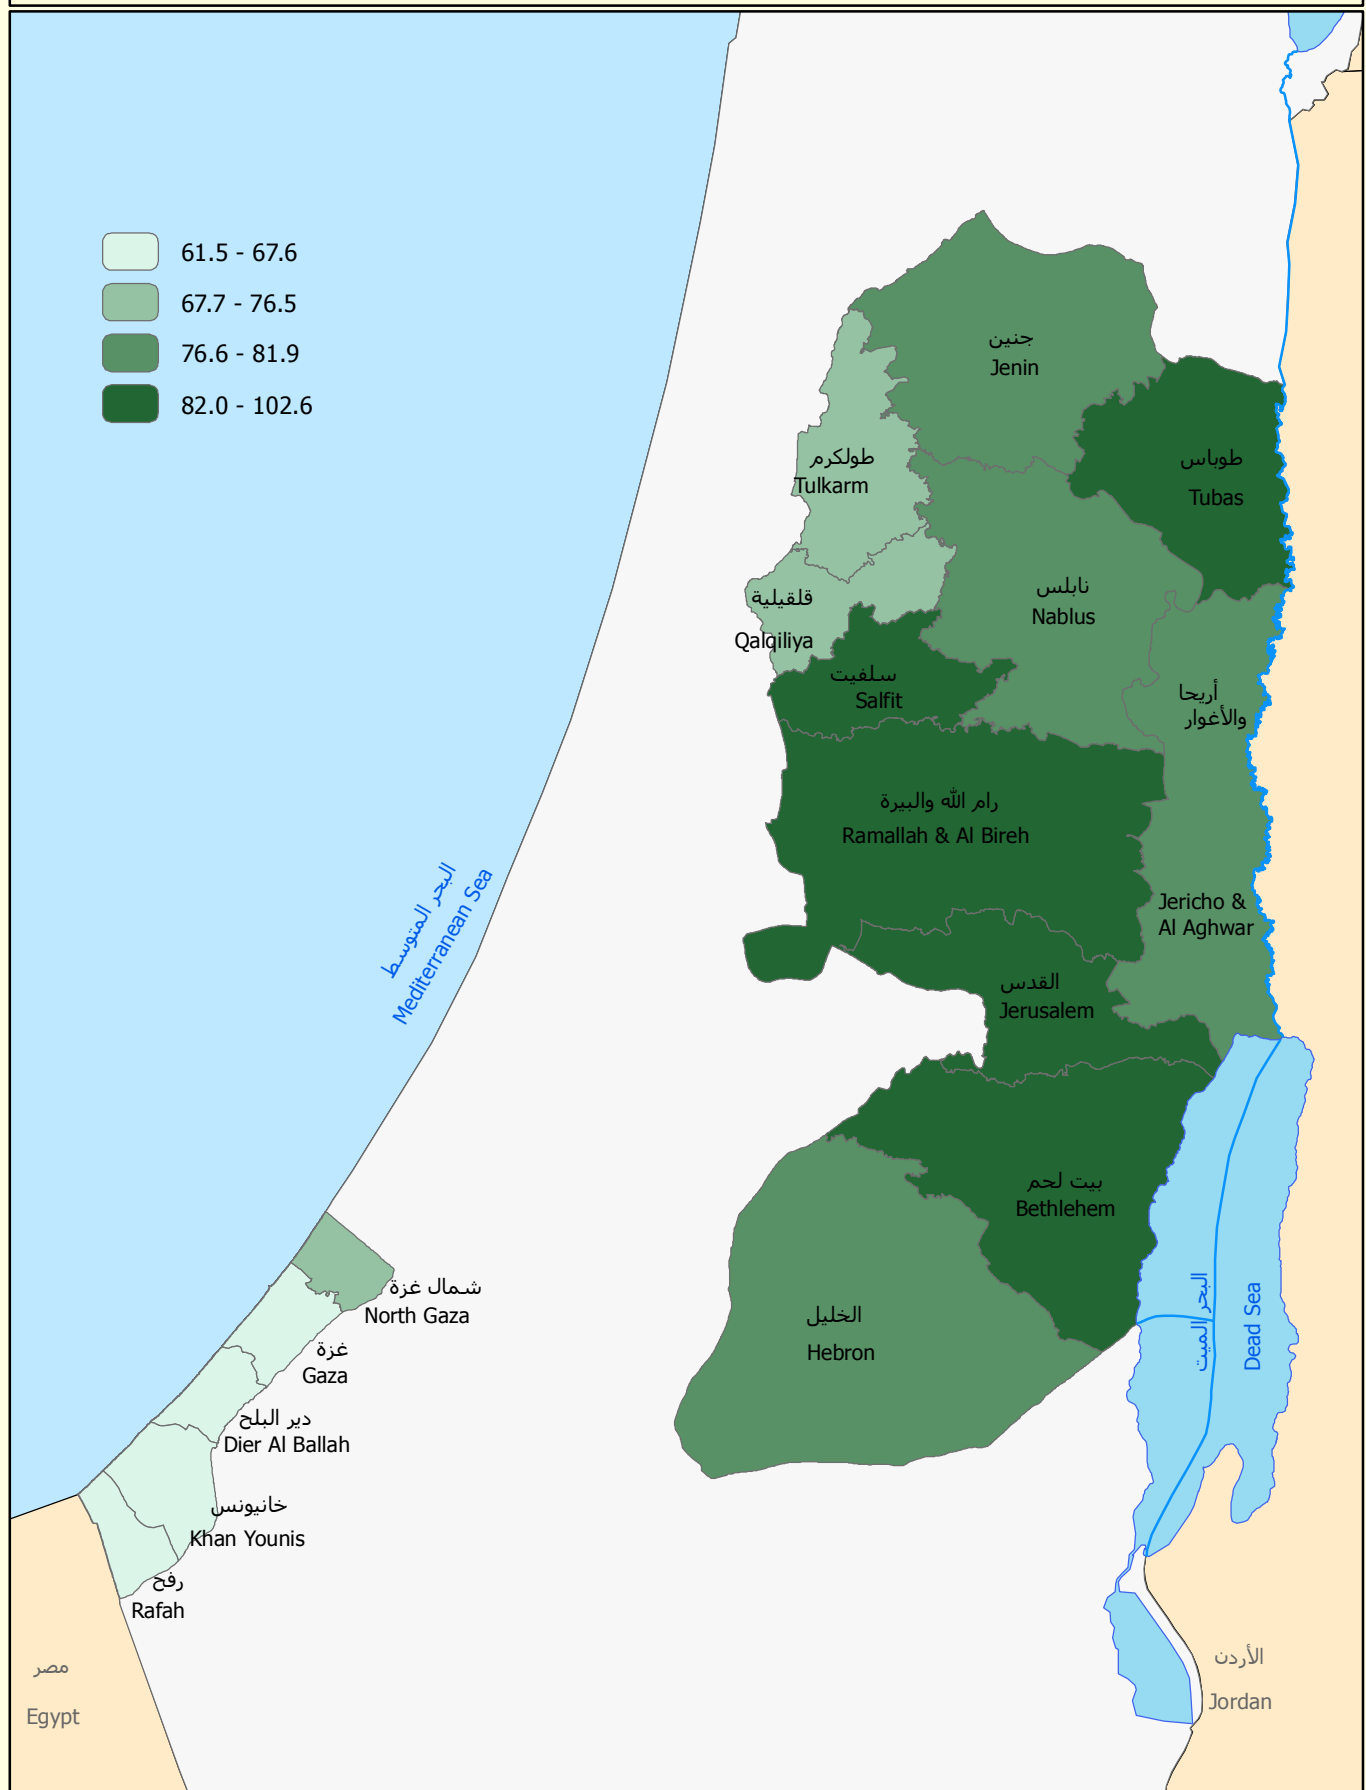 61.5 - 67.6
67.7 - 76.5
76.6 - 81.9
82.0 - 102.6
جنين
Jenin
طولكرم
Tulkarm
طوباس
Tubas
نابلس
Nablus
قلقيلية
Qalqiliya
سلفيت
Salfit
أريحا
والأغوار
رام الله والبيرة
Ramallah & Al Bireh
Jericho &
Al Aghwar
البحر المتوسط
Mediterranean Sea
القدس
Jerusalem
بيت لحم
Bethlehem
البحر الميت
Dead Sea
الخليل
Hebron
شمال غزة
North Gaza
غزة
Gaza
دير البلح
Dier Al Ballah
خانيونس
Khan Younis
رفح
Rafah
مصر
Egypt
الأردن
Jordan